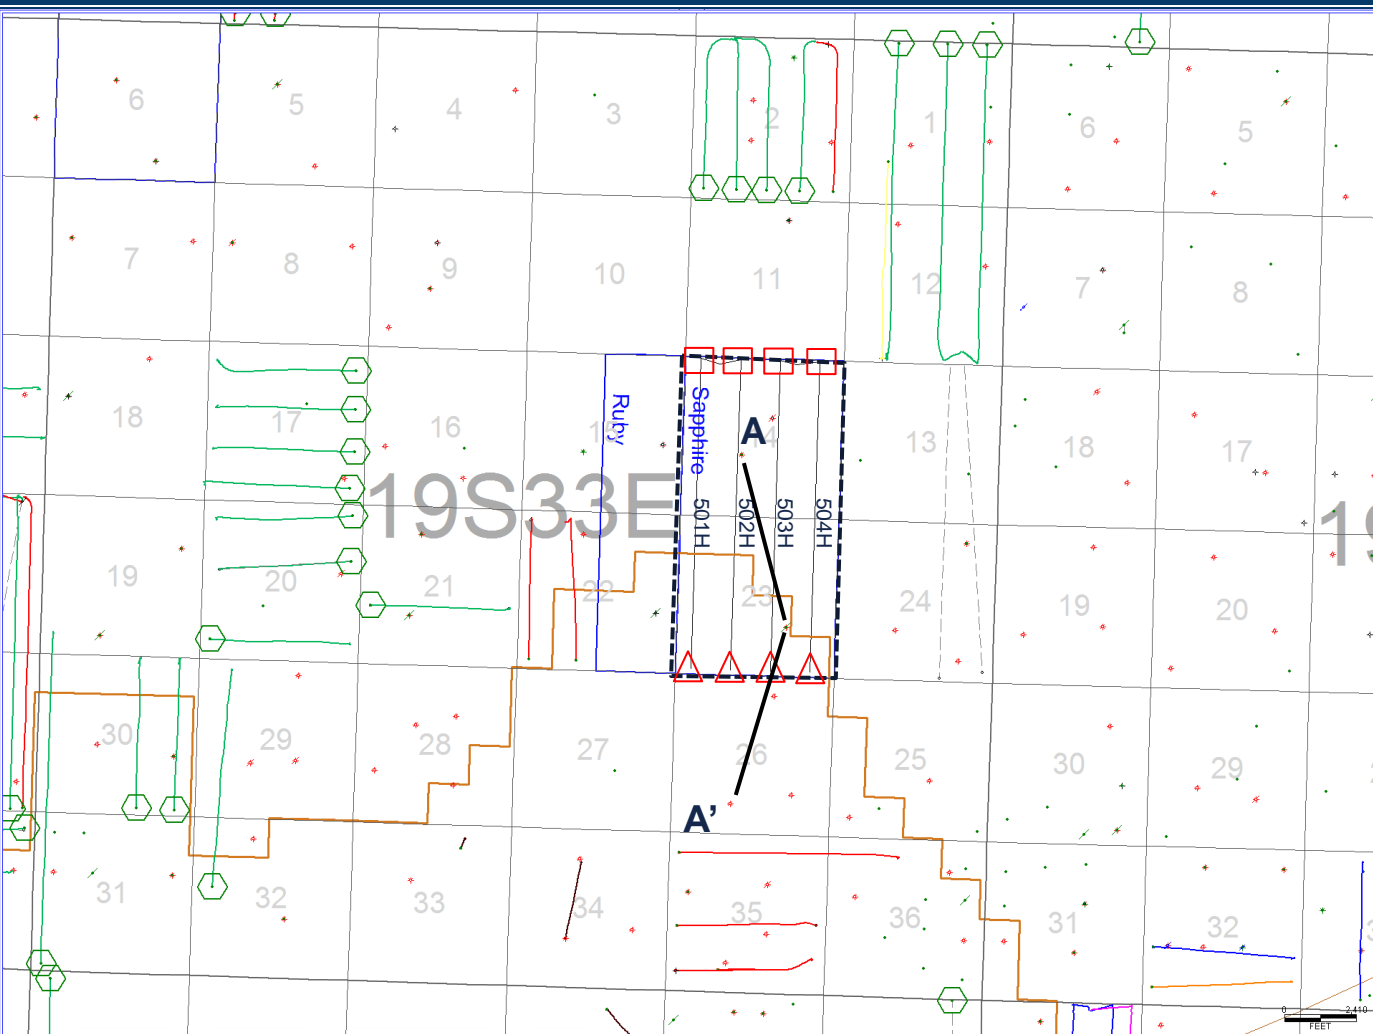 6 5 4 3 2 1 6 5
7 8 9 10 11 12 7 8
18 17 16 15 14 13 18 17
Ruby
Sapphire
A
19S33E
19
501H
502H
503H
504H
19 20 21 22 23 24 19 20
30 29 28 27 26 25 30 29
A’
31 32 33 34 35 36 31 32
0 2,410
FEET